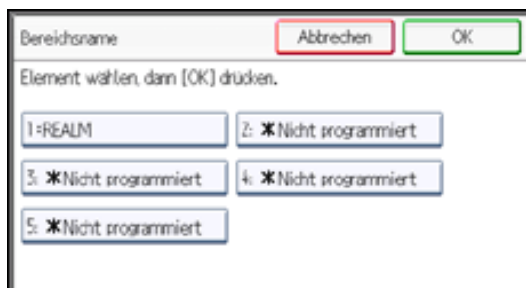 Bereichsname Abbrechen OK
Element wählen, dann [OK] drücken.
1:REALM 2: ✱Nicht programmiert
3: ✱Nicht programmiert 4: ✱Nicht programmiert
5: ✱Nicht programmiert